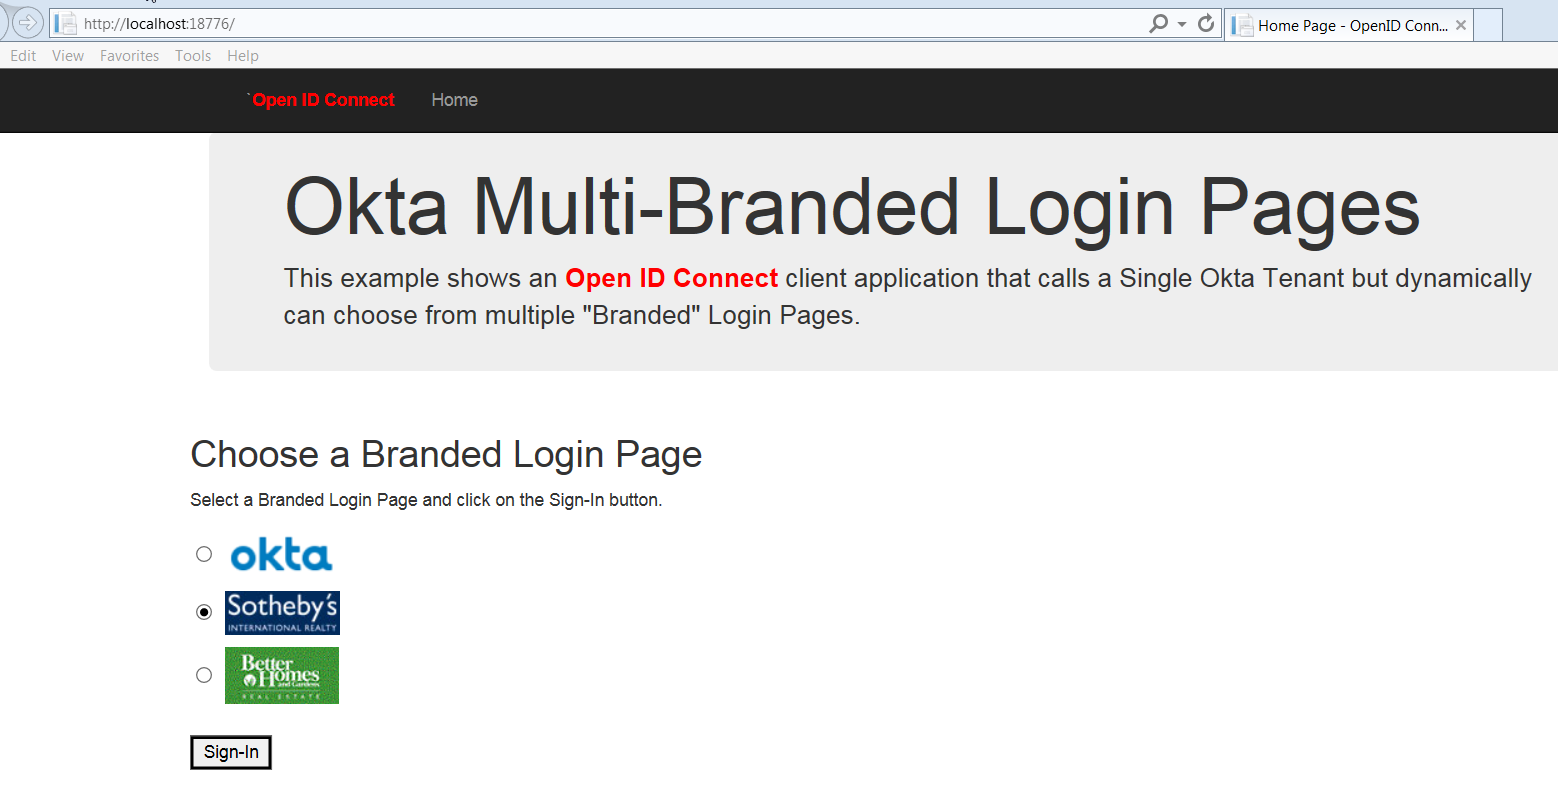 http://localhost:18776/
Home Page - OpenID Conn...
Edit View Favorites Tools Help
`Open ID Connect Home
Okta Multi-Branded Login Pages
This example shows an Open ID Connect client application that calls a Single Okta Tenant but dynamically
can choose from multiple "Branded" Login Pages.
Choose a Branded Login Page
Select a Branded Login Page and click on the Sign-In button.
okta
Sotheby's
INTERNATIONAL REALTY
Better
Homes
and Gardens
REAL ESTATE
Sign-In